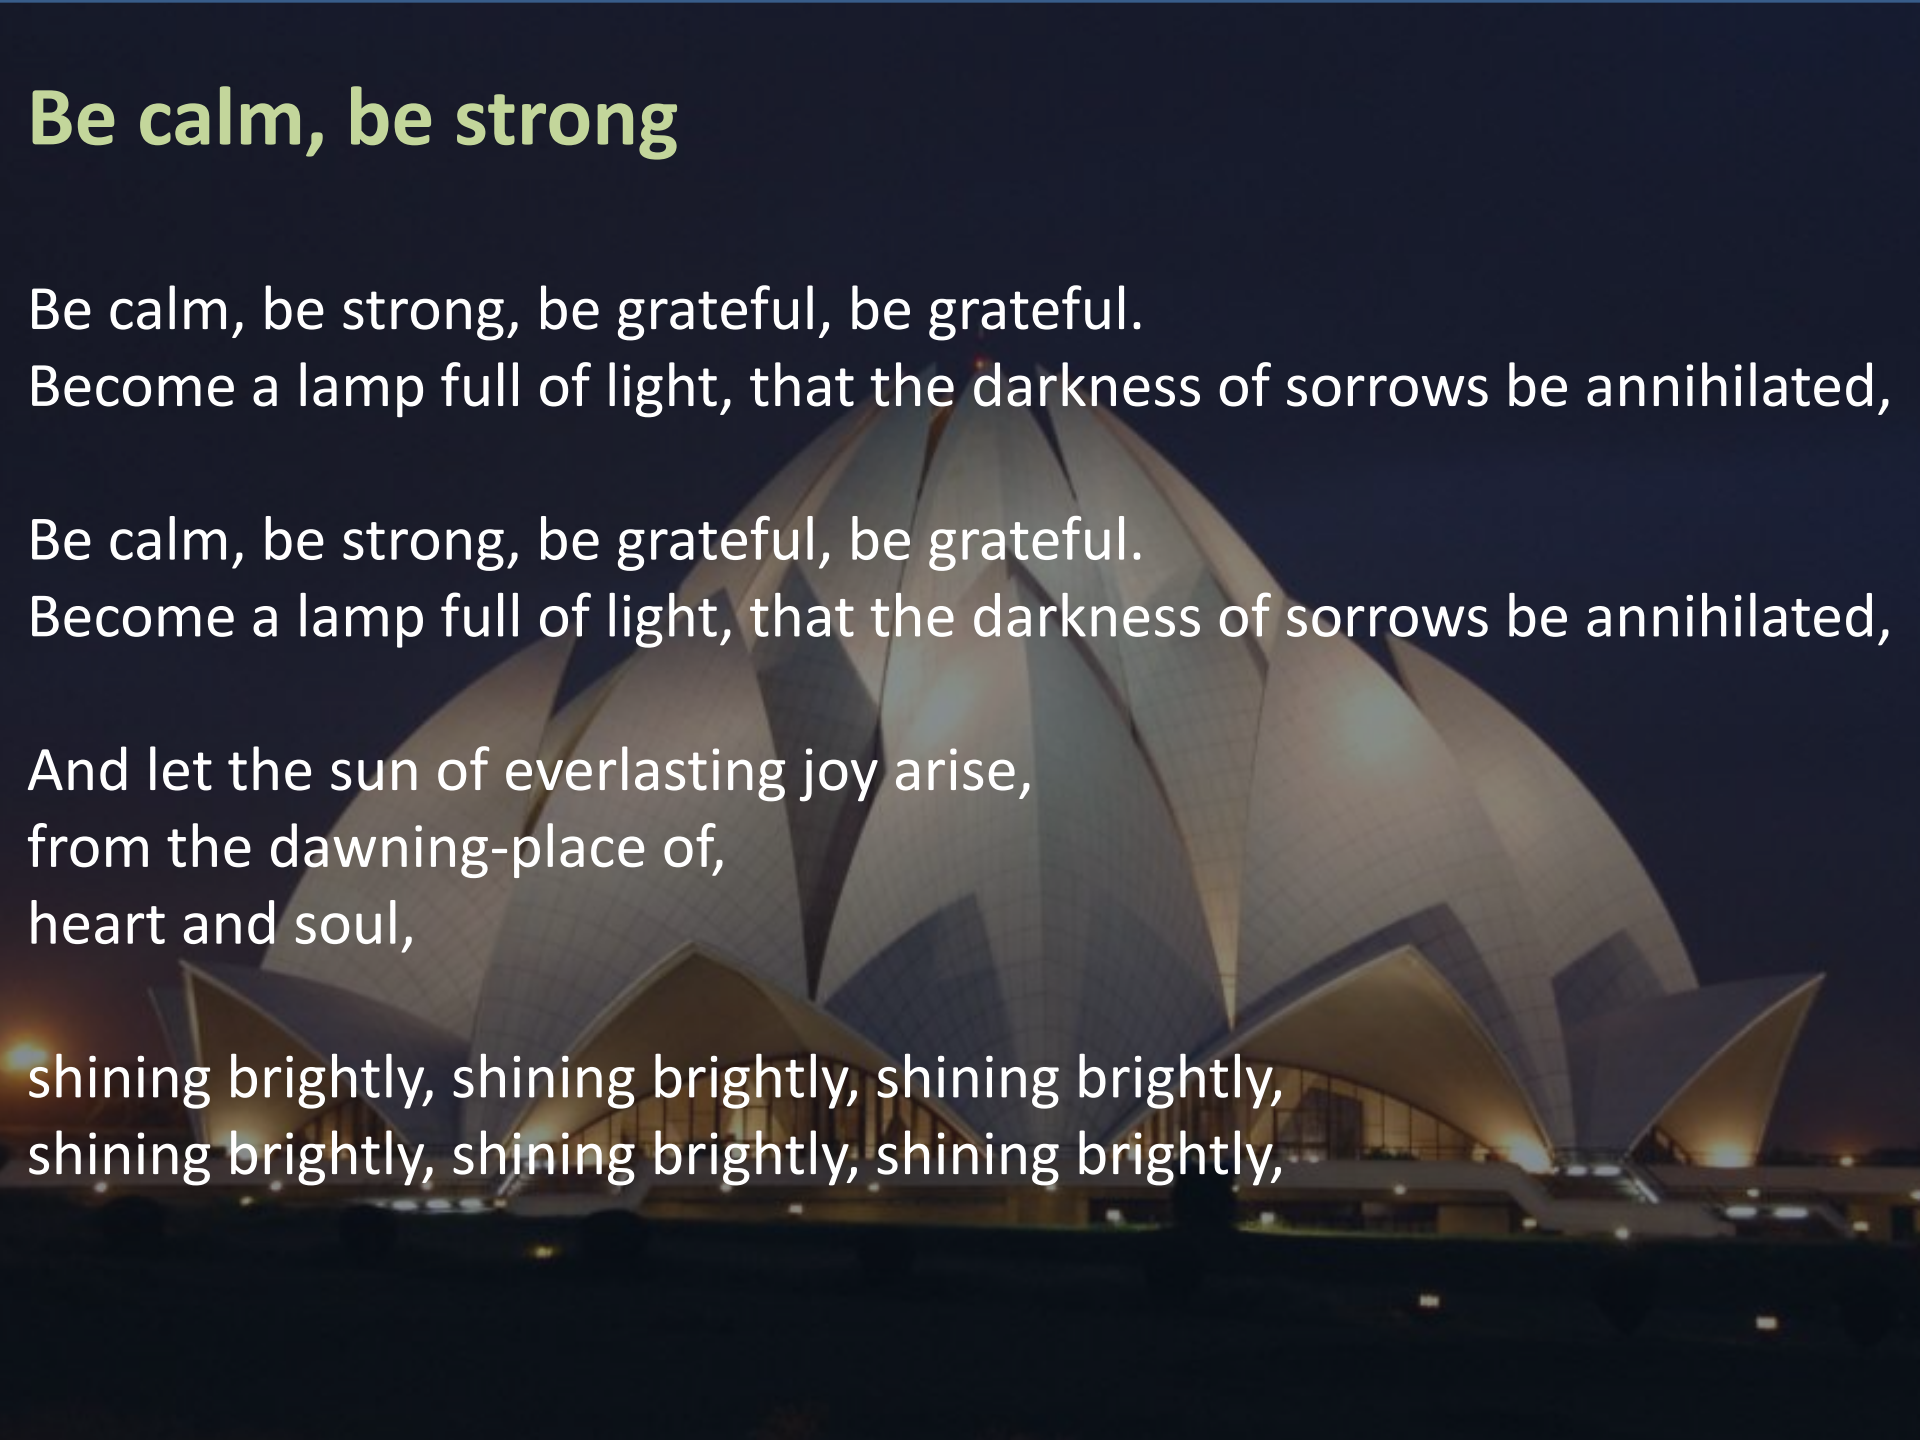 Be calm, be strong
Be calm, be strong, be grateful, be grateful.
Become a lamp full of light, that the darkness of sorrows be annihilated,
Be calm, be strong, be grateful, be grateful.
Become a lamp full of light, that the darkness of sorrows be annihilated,
And let the sun of everlasting joy arise,
from the dawning-place of,
heart and soul,
shining brightly, shining brightly, shining brightly,
shining brightly, shining brightly, shining brightly,